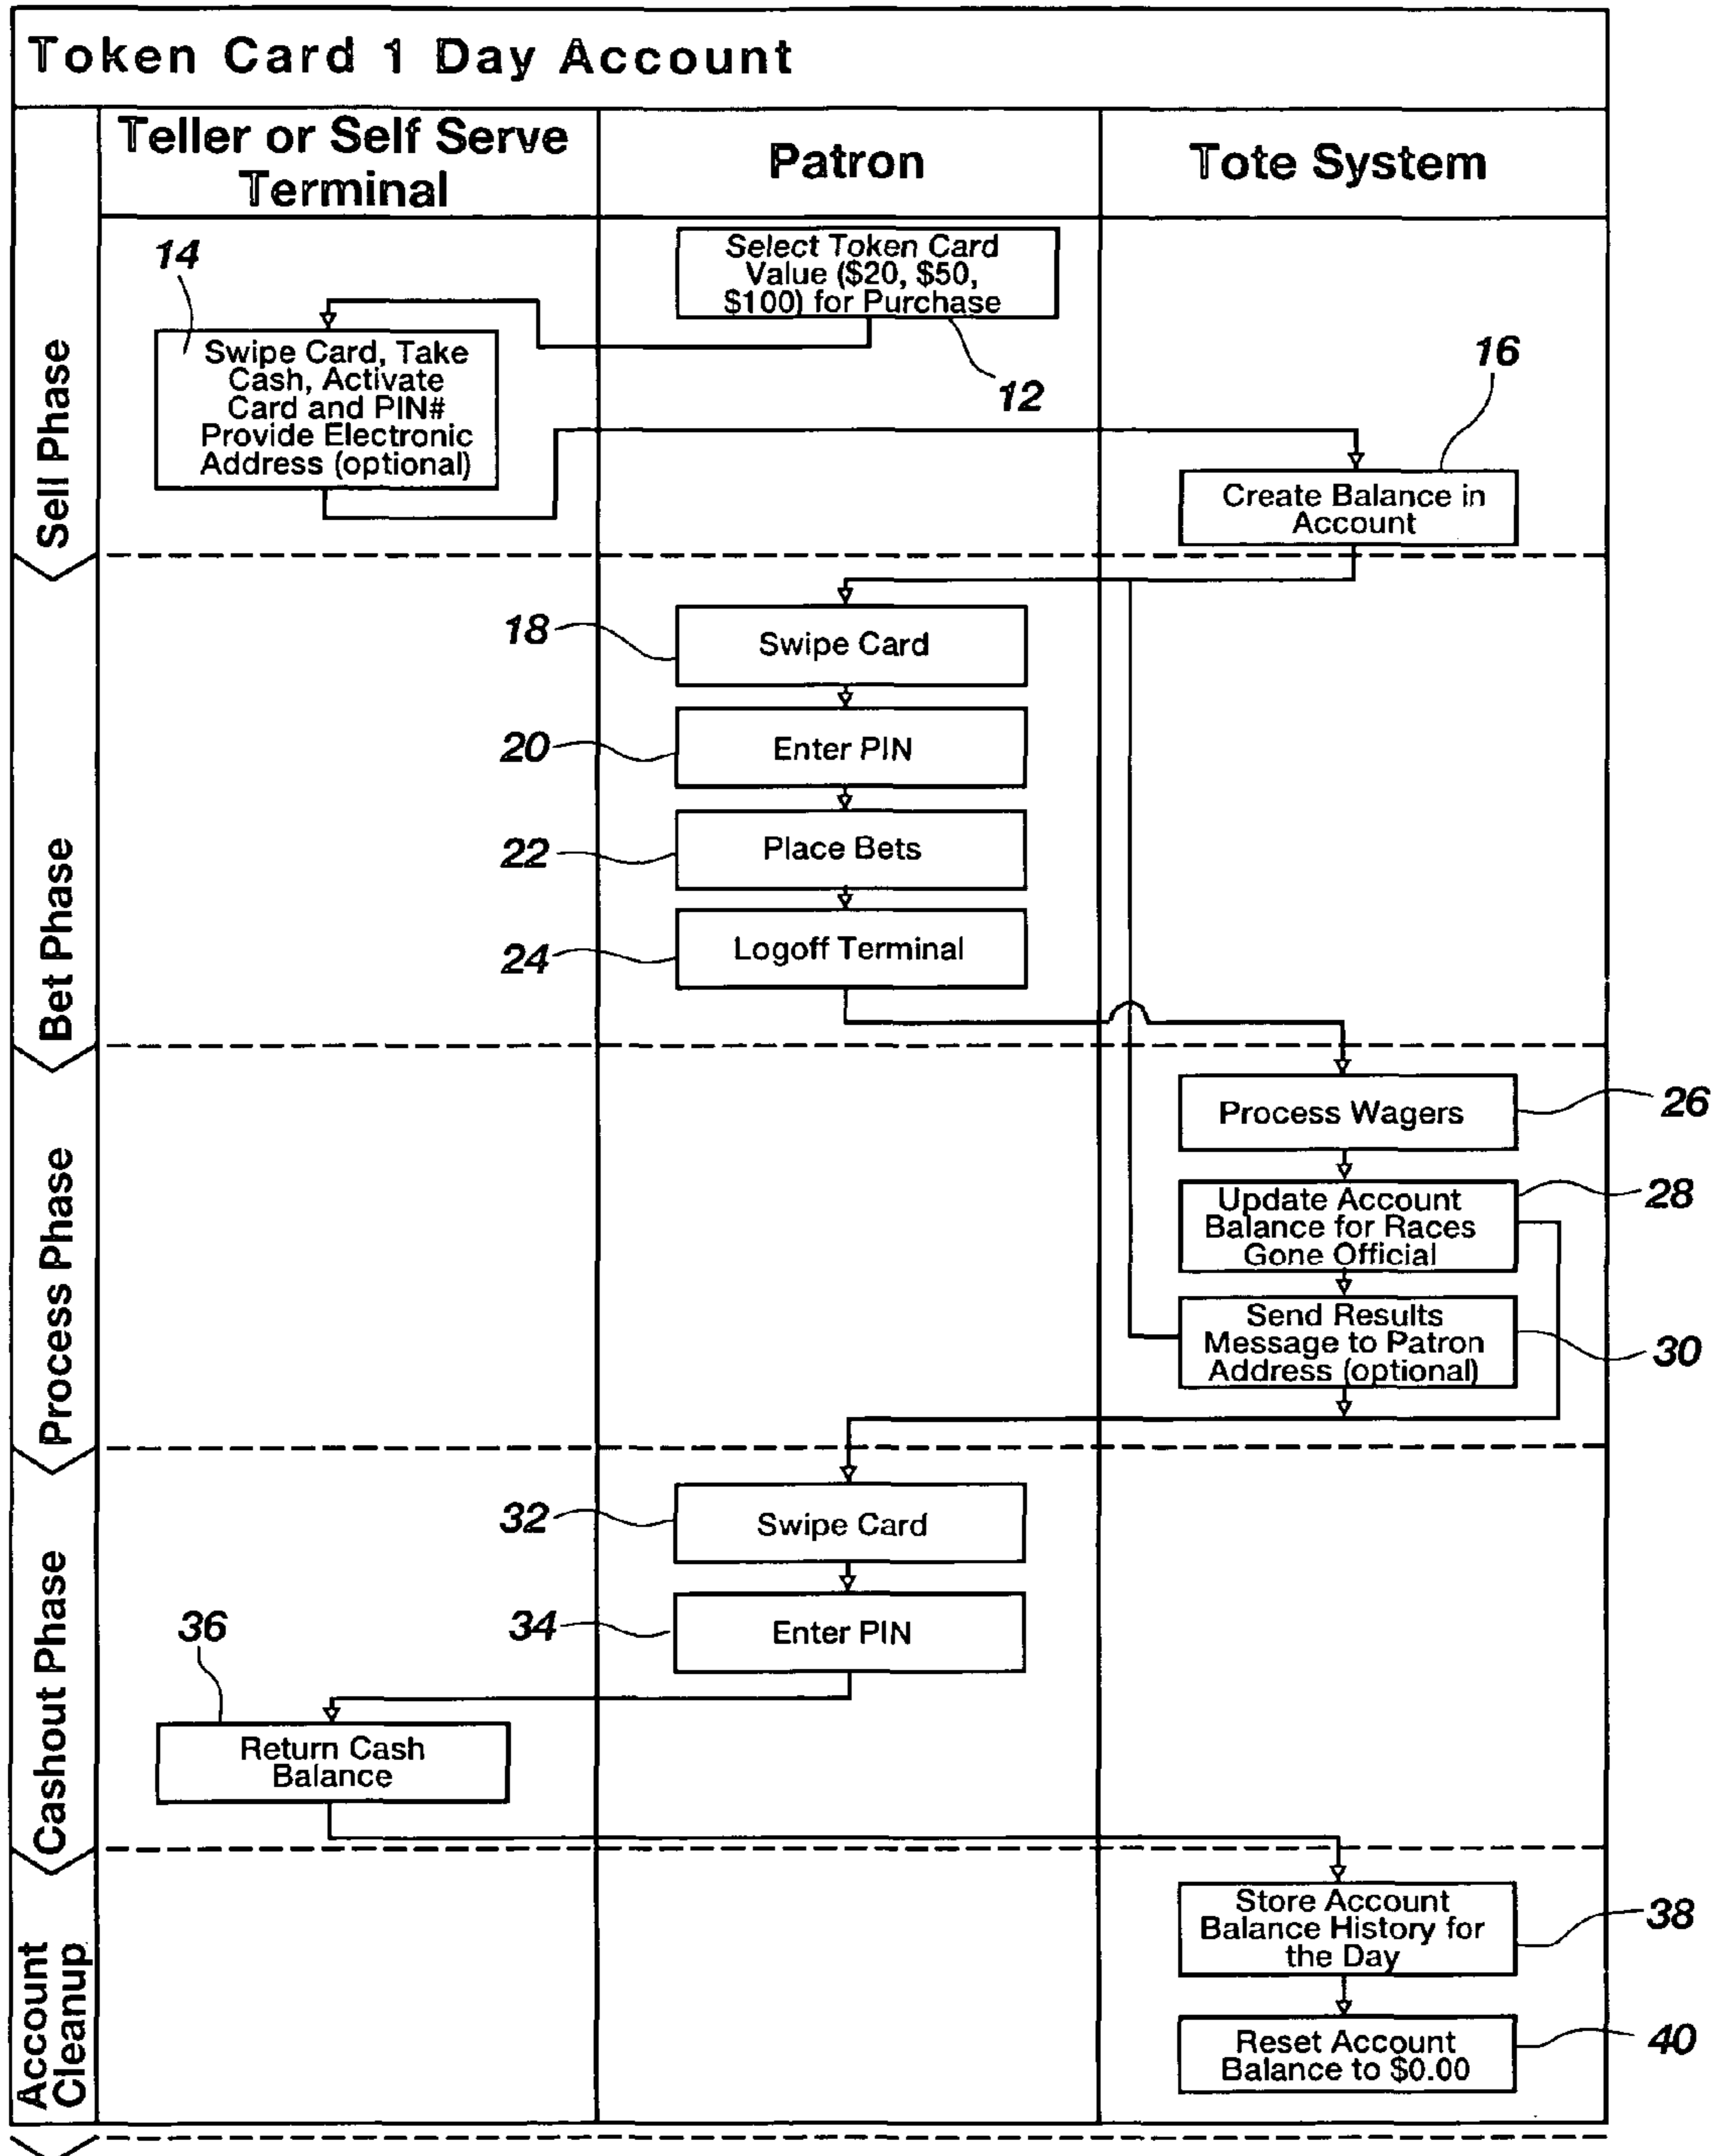 Token Card 1 Day Account
Teller or Self Serve
Terminal
Patron
Tote System
Sell Phase
Select Token Card
Value ($20, $50,
$100) for Purchase
12
14
Swipe Card, Take
Cash, Activate
Card and PIN#
Provide Electronic
Address (optional)
16
Create Balance in
Account
Bet Phase
18
Swipe Card
20
Enter PIN
22
Place Bets
24
Logoff Terminal
Process Phase
Process Wagers
26
Update Account
Balance for Races
Gone Official
28
Send Results
Message to Patron
Address (optional)
30
Cashout Phase
32
Swipe Card
34
Enter PIN
36
Return Cash
Balance
Account
Cleanup
Store Account
Balance History for
the Day
38
Reset Account
Balance to $0.00
40